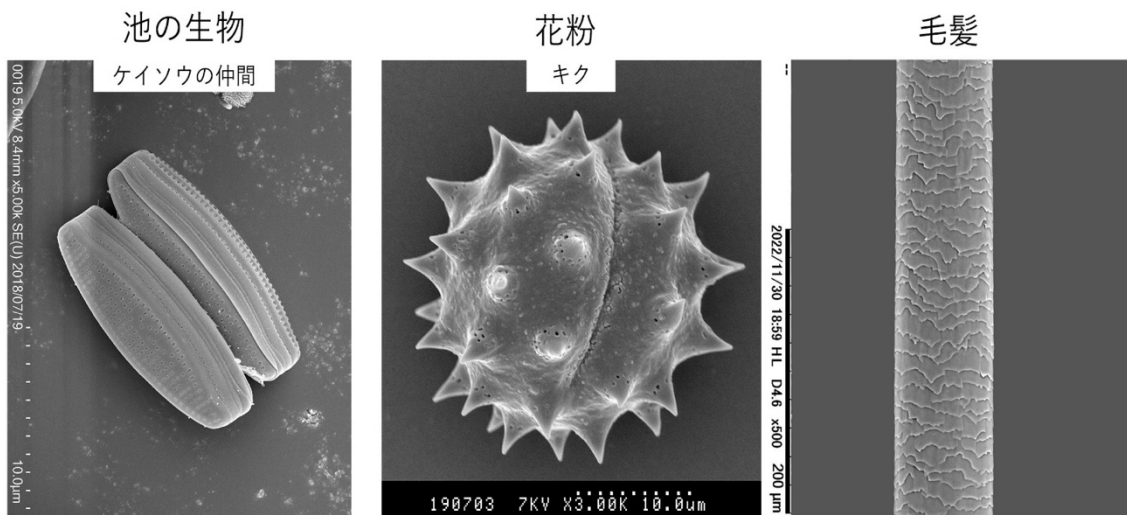 池の生物
ケイソウの仲間
0019 5.0kV 8.4mm x5.00k SE(U) 2018/07/19
10.0µm
花粉
キク
190703 7KV X3.00K 10.0um
毛髪
2022/11/30 18:59 HL D4.6 x500 200 µm